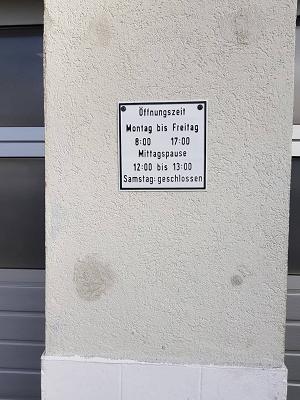 Öffnungszeit
Montag bis Freitag
8:00 17:00
Mittagspause
12:00 bis 13:00
Samstag: geschlossen